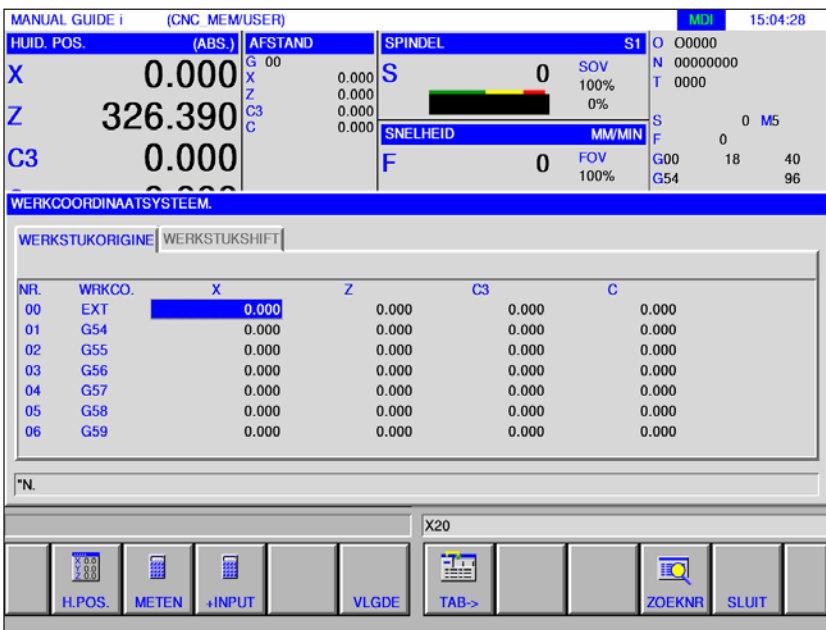 MANUAL GUIDE i (CNC_MEM/USER) MDI 15:04:28
HUID. POS. (ABS.)
X 0.000
Z 326.390
C3 0.000
AFSTAND
G 00
X 0.000
Z 0.000
C3 0.000
C 0.000
SPINDEL S1
S 0 SOV
100%
0%
SNELHEID MM/MIN
F 0 FOV
100%
O O0000
N 00000000
T 0000
S 0 M5
F 0
G00 18 40
G54 96
WERKCOORDINAATSYSTEEM.
WERKSTUKORIGINE WERKSTUKSHIFT
NR. WRKCO. X Z C3 C
00 EXT 0.000 0.000 0.000 0.000
01 G54 0.000 0.000 0.000 0.000
02 G55 0.000 0.000 0.000 0.000
03 G56 0.000 0.000 0.000 0.000
04 G57 0.000 0.000 0.000 0.000
05 G58 0.000 0.000 0.000 0.000
06 G59 0.000 0.000 0.000 0.000
"N.
X20
H.POS. METEN +INPUT VLGDE TAB-> ZOEKNR SLUIT